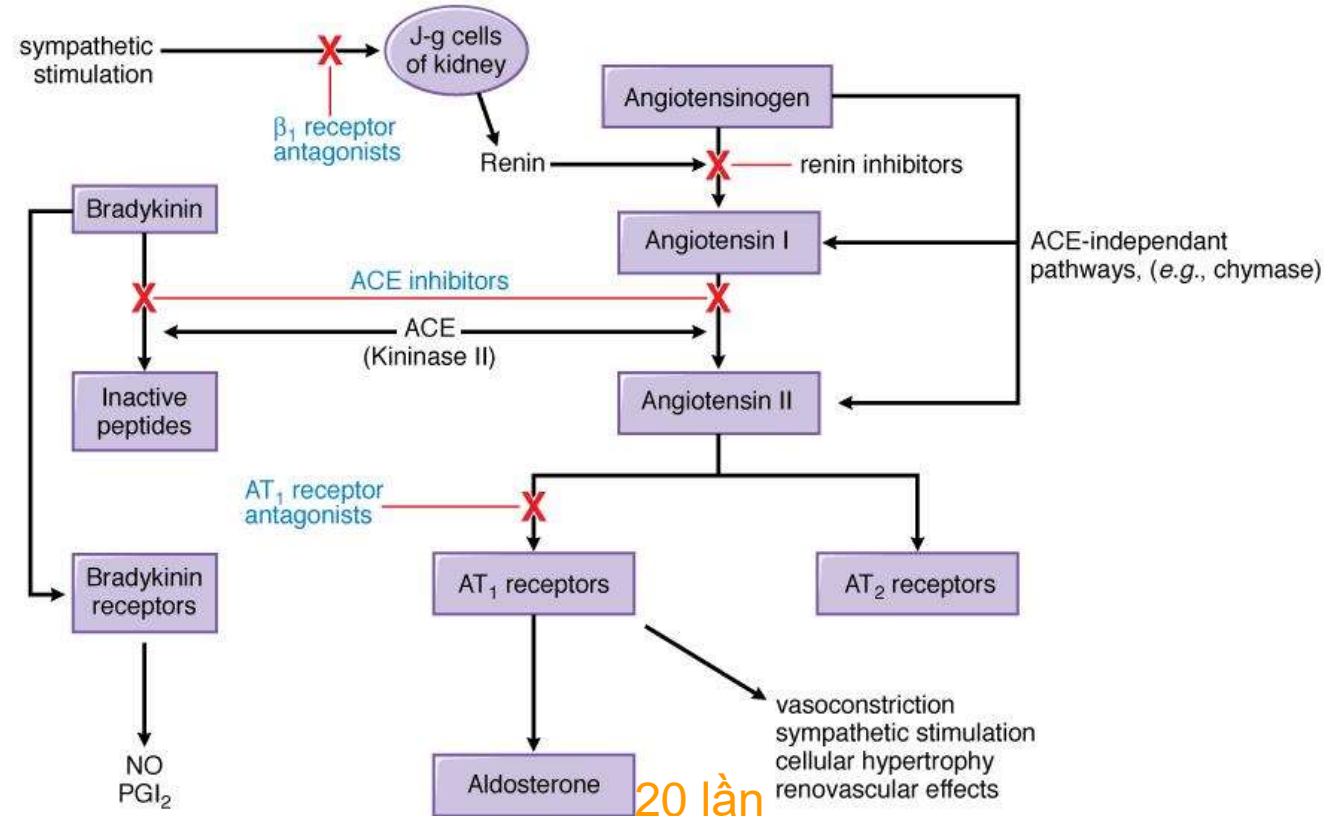 sympathetic
stimulation
X
J-g cells
of kidney
β₁ receptor
antagonists
Renin
Angiotensinogen
X
renin inhibitors
Bradykinin
Angiotensin I
ACE-independant
pathways, (e.g., chymase)
ACE inhibitors
X
X
ACE
(Kininase II)
Inactive
peptides
Angiotensin II
AT₁ receptor
antagonists
X
Bradykinin
receptors
AT₁ receptors
AT₂ receptors
NO
PGI₂
Aldosterone
20 lần
vasoconstriction
sympathetic stimulation
cellular hypertrophy
renovascular effects